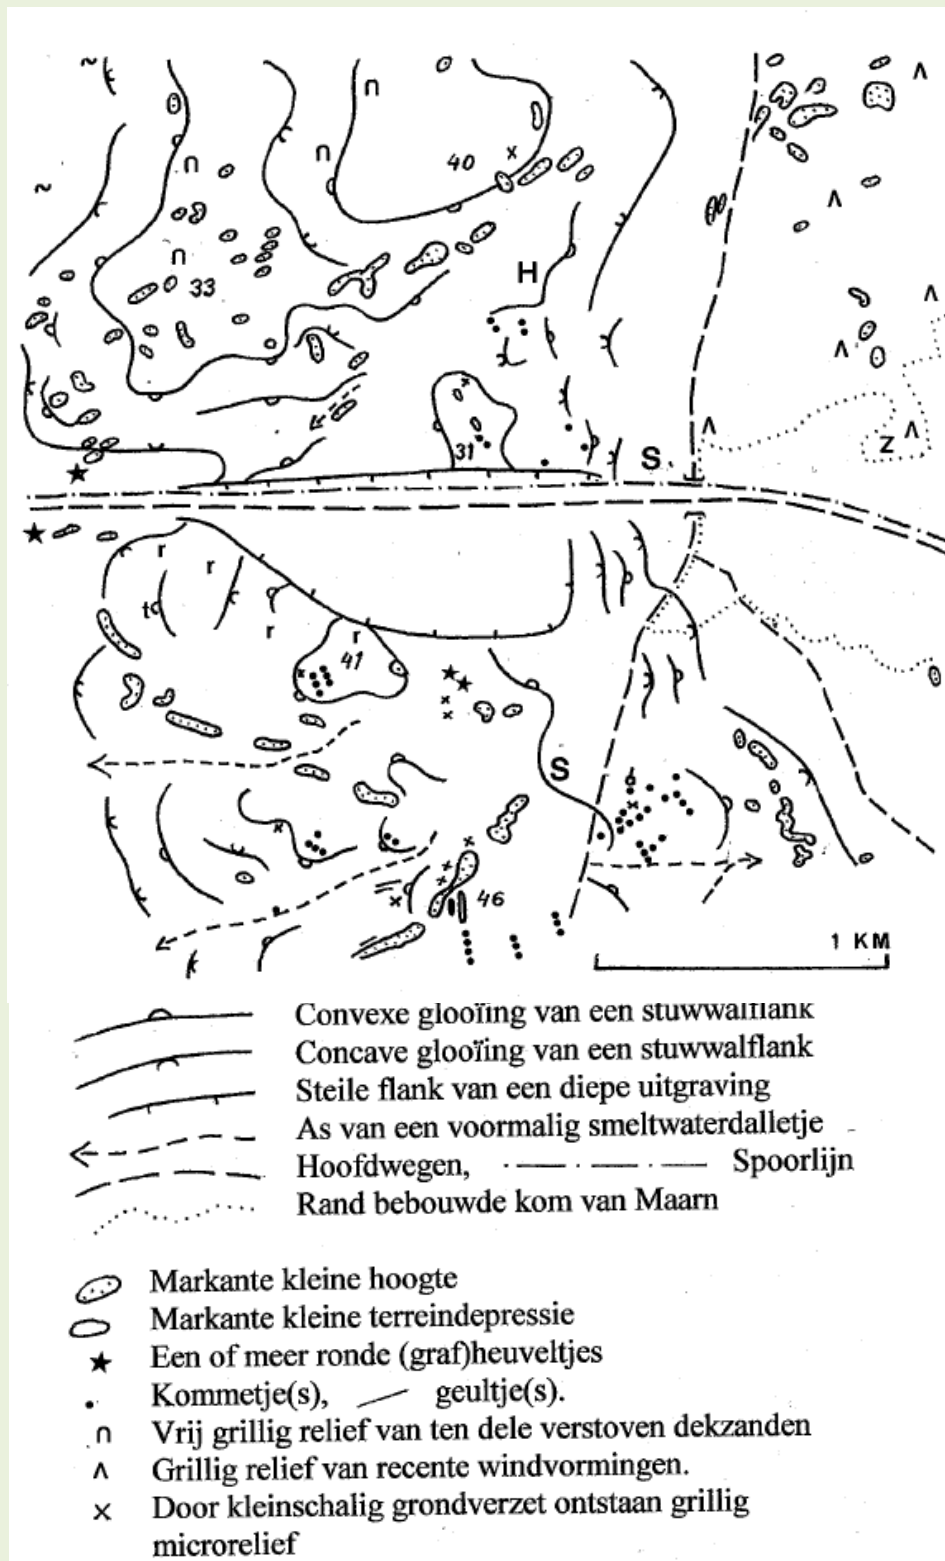 ~
n
40
x
∧
n
n
~
∧
n
33
H
∧
∧
x
31
S
∧
z
∧
r
r
t
r
r
41
x
x
x
S
x
x
x
x
x
46
1 KM
Convexe glooïing van een stuwwalflank
Concave glooïing van een stuwwalflank
Steile flank van een diepe uitgraving
As van een voormalig smeltwaterdalletje
Hoofdwegen, Spoorlijn
Rand bebouwde kom van Maarn
Markante kleine hoogte
Markante kleine terreindepressie
Een of meer ronde (graf)heuveltjes
Kommetje(s), geultje(s).
n Vrij grillig relief van ten dele verstoven dekzanden
∧ Grillig relief van recente windvormingen.
x Door kleinschalig grondverzet ontstaan grillig
microrelief